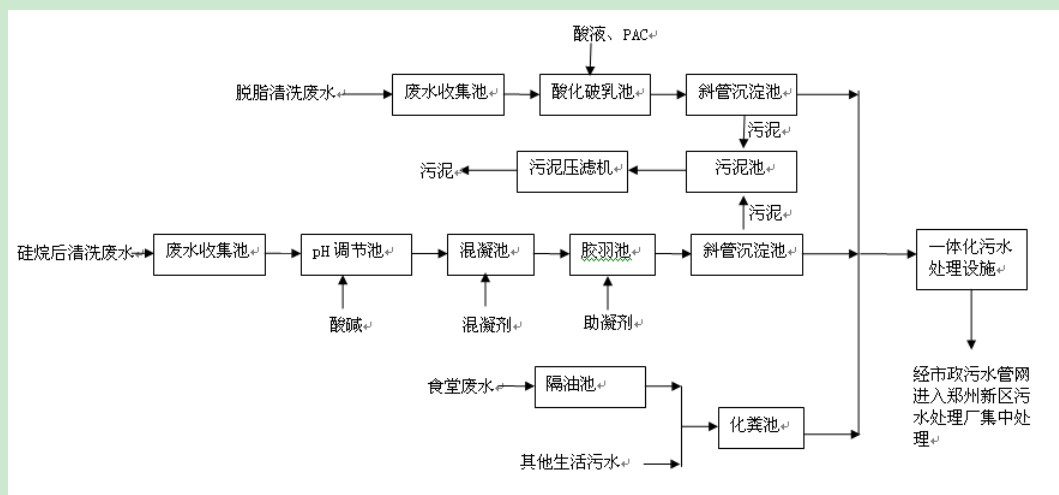 酸液、PAC
脱脂清洗废水
废水收集池
酸化破乳池
斜管沉淀池
污泥
污泥
污泥压滤机
污泥池
污泥
硅烷后清洗废水
废水收集池
pH调节池
混凝池
胶羽池
斜管沉淀池
一体化污水
处理设施
酸碱
混凝剂
助凝剂
食堂废水
隔油池
化粪池
其他生活污水
经市政污水管网
进入郑州新区污
水处理厂集中处
理